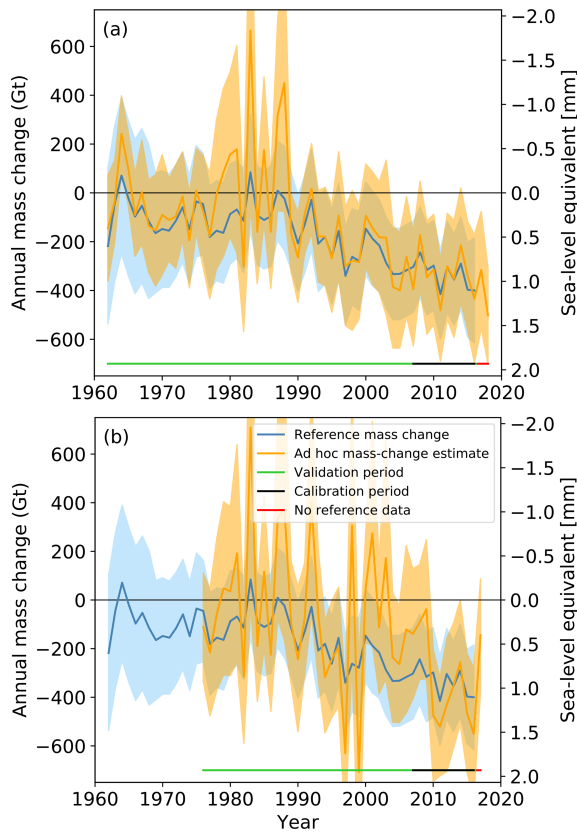 (a)
Annual mass change (Gt)
600
400
200
0
−200
−400
−600
−2.0
−1.5
−1.0
−0.5
0.0
0.5
1.0
1.5
2.0
Sea-level equivalent [mm]
1960 1970 1980 1990 2000 2010 2020
(b)
Reference mass change
Ad hoc mass-change estimate
Validation period
Calibration period
No reference data
Annual mass change (Gt)
600
400
200
0
−200
−400
−600
−2.0
−1.5
−1.0
−0.5
0.0
0.5
1.0
1.5
2.0
Sea-level equivalent [mm]
1960 1970 1980 1990 2000 2010 2020
Year